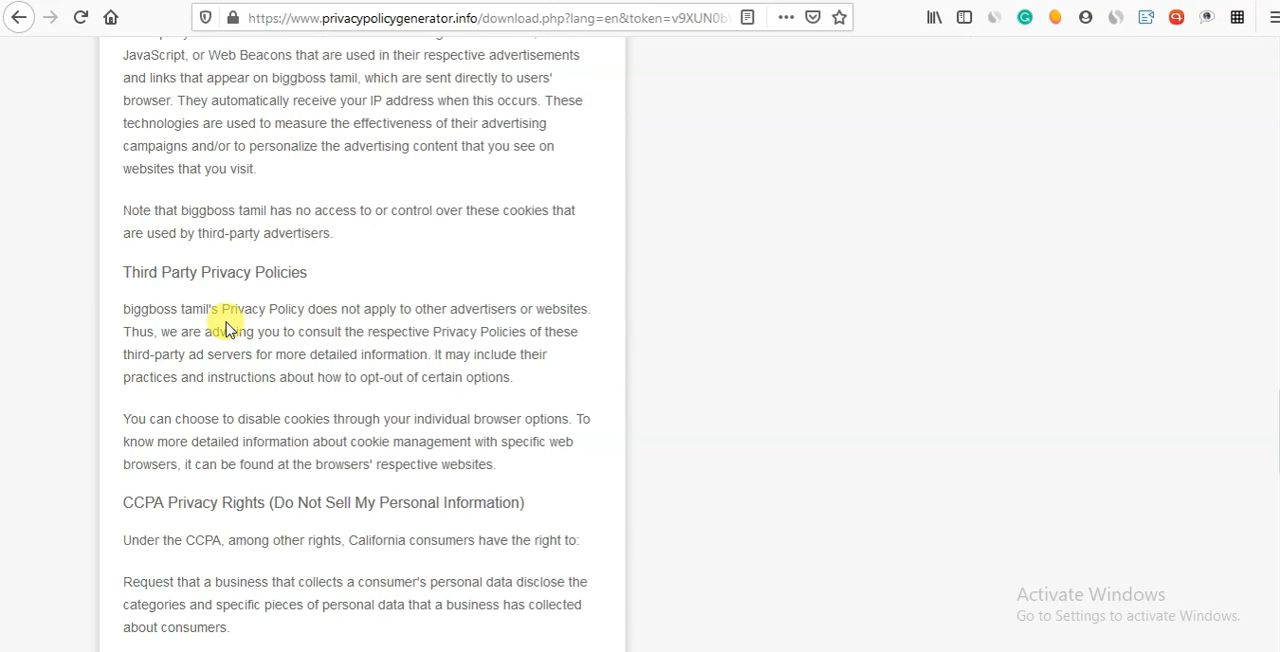 https://www.privacypolicygenerator.info/download.php?lang=en&token=v9XUN0b
JavaScript, or Web Beacons that are used in their respective advertisements
and links that appear on biggboss tamil, which are sent directly to users'
browser. They automatically receive your IP address when this occurs. These
technologies are used to measure the effectiveness of their advertising
campaigns and/or to personalize the advertising content that you see on
websites that you visit.
Note that biggboss tamil has no access to or control over these cookies that
are used by third-party advertisers.
Third Party Privacy Policies
biggboss tamil's Privacy Policy does not apply to other advertisers or websites.
Thus, we are advising you to consult the respective Privacy Policies of these
third-party ad servers for more detailed information. It may include their
practices and instructions about how to opt-out of certain options.
You can choose to disable cookies through your individual browser options. To
know more detailed information about cookie management with specific web
browsers, it can be found at the browsers' respective websites.
CCPA Privacy Rights (Do Not Sell My Personal Information)
Under the CCPA, among other rights, California consumers have the right to:
Request that a business that collects a consumer's personal data disclose the
categories and specific pieces of personal data that a business has collected
about consumers.
Activate Windows
Go to Settings to activate Windows.